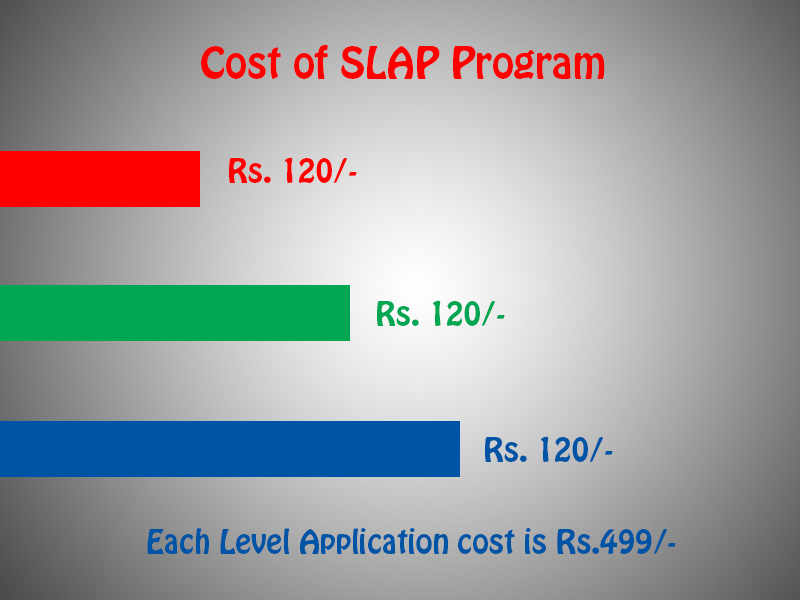 Cost of SLAP Program
Rs. 120/-
Rs. 120/-
Rs. 120/-
Each Level Application cost is Rs.499/-